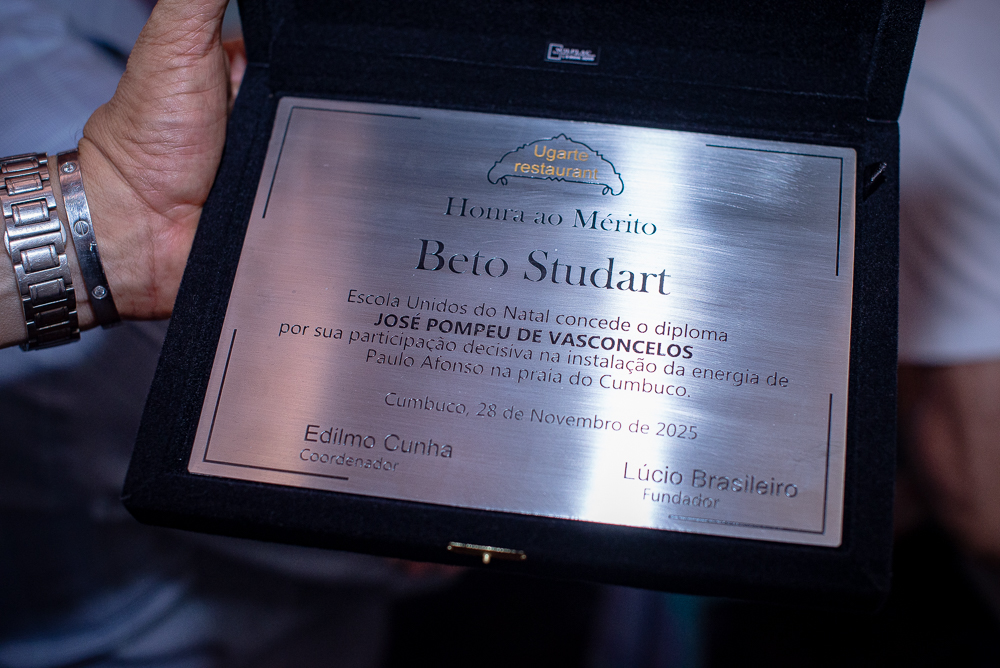 Ugarte
restaurant
Honra ao Mérito
Beto Studart
Escola Unidos do Natal concede o diploma
JOSÉ POMPEU DE VASCONCELOS
por sua participação decisiva na instalação da energia de
Paulo Afonso na praia do Cumbuco.
Cumbuco, 28 de Novembro de 2025
Edilmo Cunha
Coordenador
Lúcio Brasileiro
Fundador